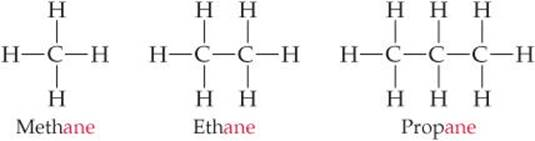 H H H H H H
H—C—H H—C—C—H H—C—C—C—H
H H H H H H
Methane Ethane Propane